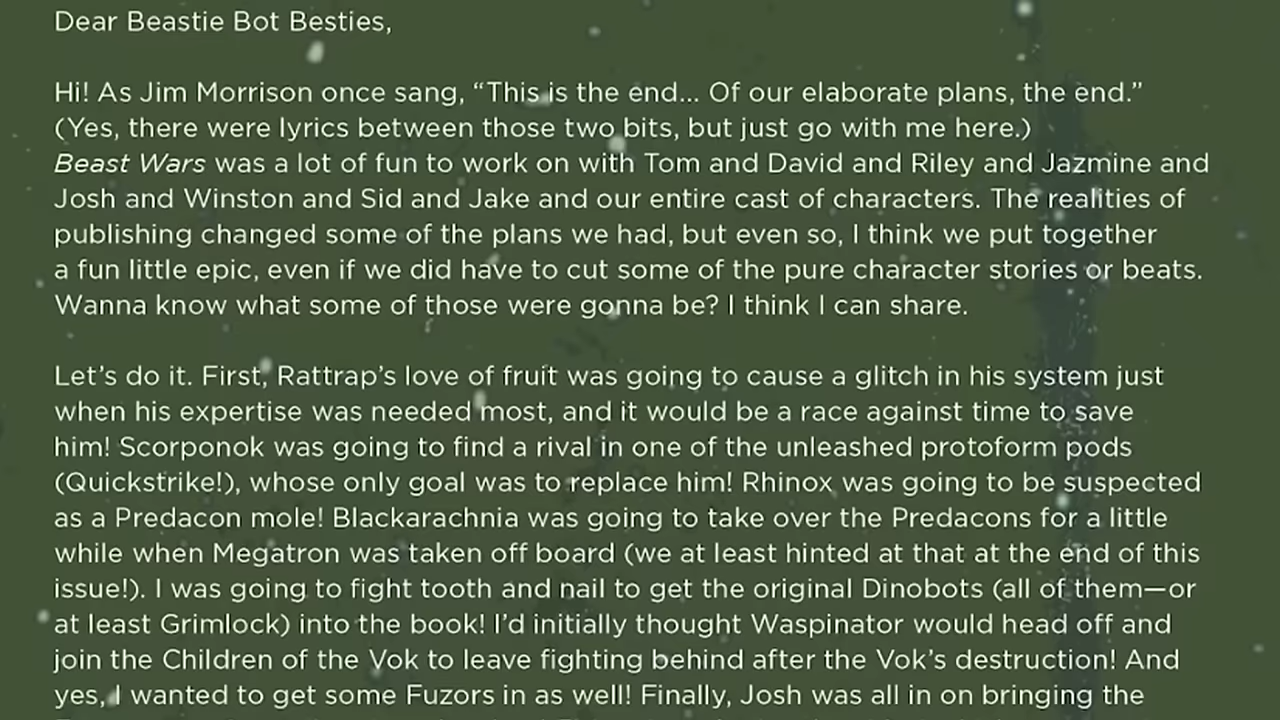 Dear Beastie Bot Besties,
Hi! As Jim Morrison once sang, “This is the end... Of our elaborate plans, the end.”
(Yes, there were lyrics between those two bits, but just go with me here.)
Beast Wars was a lot of fun to work on with Tom and David and Riley and Jazmine and
Josh and Winston and Sid and Jake and our entire cast of characters. The realities of
publishing changed some of the plans we had, but even so, I think we put together
a fun little epic, even if we did have to cut some of the pure character stories or beats.
Wanna know what some of those were gonna be? I think I can share.
Let’s do it. First, Rattrap’s love of fruit was going to cause a glitch in his system just
when his expertise was needed most, and it would be a race against time to save
him! Scorponok was going to find a rival in one of the unleashed protoform pods
(Quickstrike!), whose only goal was to replace him! Rhinox was going to be suspected
as a Predacon mole! Blackarachnia was going to take over the Predacons for a little
while when Megatron was taken off board (we at least hinted at that at the end of this
issue!). I was going to fight tooth and nail to get the original Dinobots (all of them—or
at least Grimlock) into the book! I’d initially thought Waspinator would head off and
join the Children of the Vok to leave fighting behind after the Vok’s destruction! And
yes, I wanted to get some Fuzors in as well! Finally, Josh was all in on bringing the